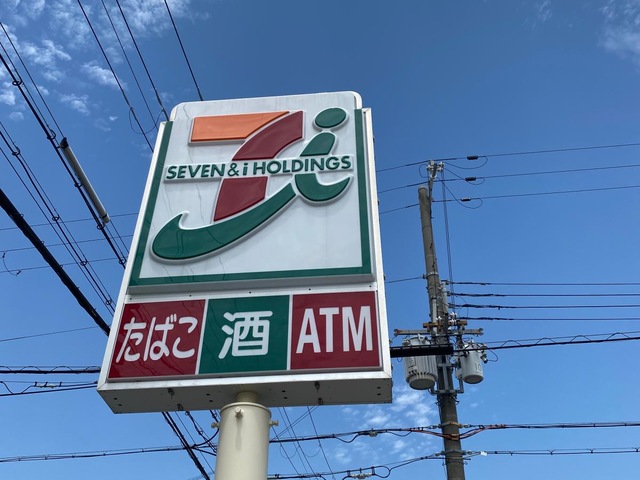 SEVEN & i HOLDINGS
たばこ 酒 ATM